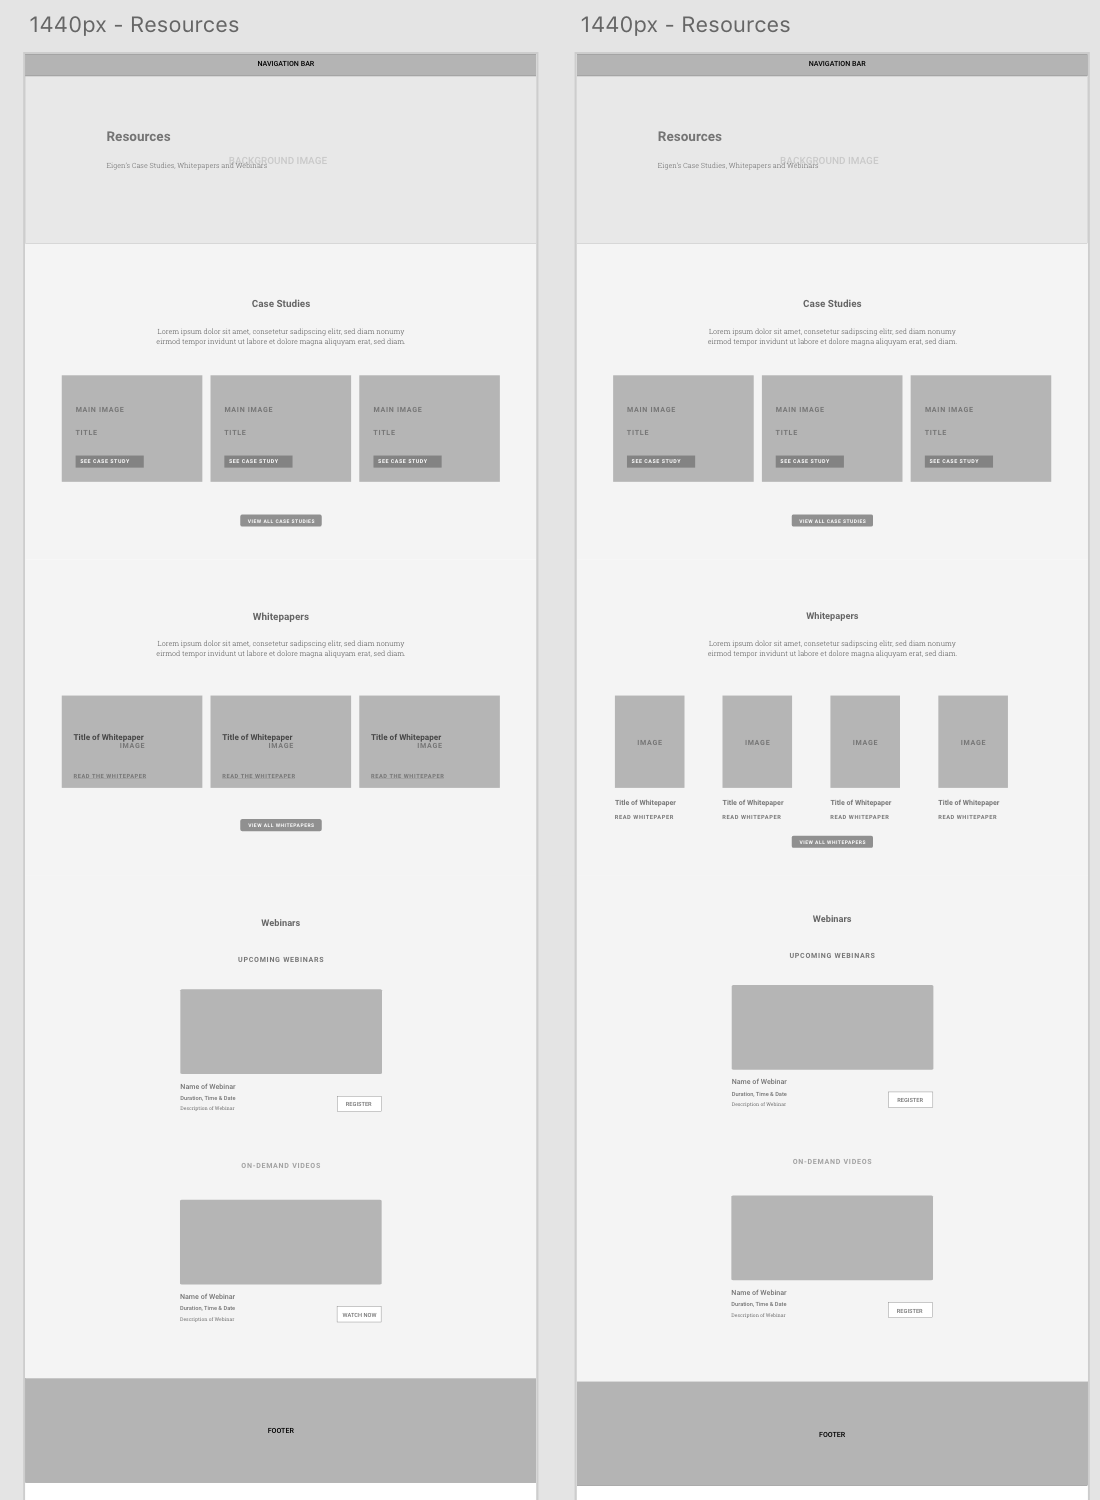 1440px - Resources
NAVIGATION BAR
Resources
BACKGROUND IMAGE
Eigen's Case Studies, Whitepapers and Webinars
Case Studies
Lorem ipsum dolor sit amet, consetetur sadipscing elitr, sed diam nonumy
eirmod tempor invidunt ut labore et dolore magna aliquyam erat, sed diam.
MAIN IMAGE
TITLE
SEE CASE STUDY
MAIN IMAGE
TITLE
SEE CASE STUDY
MAIN IMAGE
TITLE
SEE CASE STUDY
VIEW ALL CASE STUDIES
Whitepapers
Lorem ipsum dolor sit amet, consetetur sadipscing elitr, sed diam nonumy
eirmod tempor invidunt ut labore et dolore magna aliquyam erat, sed diam.
Title of Whitepaper
IMAGE
READ THE WHITEPAPER
Title of Whitepaper
IMAGE
READ THE WHITEPAPER
Title of Whitepaper
IMAGE
READ THE WHITEPAPER
VIEW ALL WHITEPAPERS
Webinars
UPCOMING WEBINARS
Name of Webinar
Duration, Time & Date
Description of Webinar
REGISTER
ON-DEMAND VIDEOS
Name of Webinar
Duration, Time & Date
Description of Webinar
WATCH NOW
FOOTER
1440px - Resources
NAVIGATION BAR
Resources
BACKGROUND IMAGE
Eigen's Case Studies, Whitepapers and Webinars
Case Studies
Lorem ipsum dolor sit amet, consetetur sadipscing elitr, sed diam nonumy
eirmod tempor invidunt ut labore et dolore magna aliquyam erat, sed diam.
MAIN IMAGE
TITLE
SEE CASE STUDY
MAIN IMAGE
TITLE
SEE CASE STUDY
MAIN IMAGE
TITLE
SEE CASE STUDY
VIEW ALL CASE STUDIES
Whitepapers
Lorem ipsum dolor sit amet, consetetur sadipscing elitr, sed diam nonumy
eirmod tempor invidunt ut labore et dolore magna aliquyam erat, sed diam.
IMAGE
Title of Whitepaper
READ WHITEPAPER
IMAGE
Title of Whitepaper
READ WHITEPAPER
IMAGE
Title of Whitepaper
READ WHITEPAPER
IMAGE
Title of Whitepaper
READ WHITEPAPER
VIEW ALL WHITEPAPERS
Webinars
UPCOMING WEBINARS
Name of Webinar
Duration, Time & Date
Description of Webinar
REGISTER
ON-DEMAND VIDEOS
Name of Webinar
Duration, Time & Date
Description of Webinar
REGISTER
FOOTER